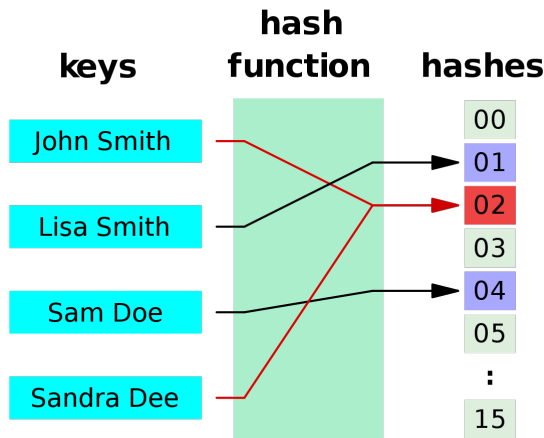 keys
hash
function
hashes
John Smith
Lisa Smith
Sam Doe
Sandra Dee
00
01
02
03
04
05
:
15